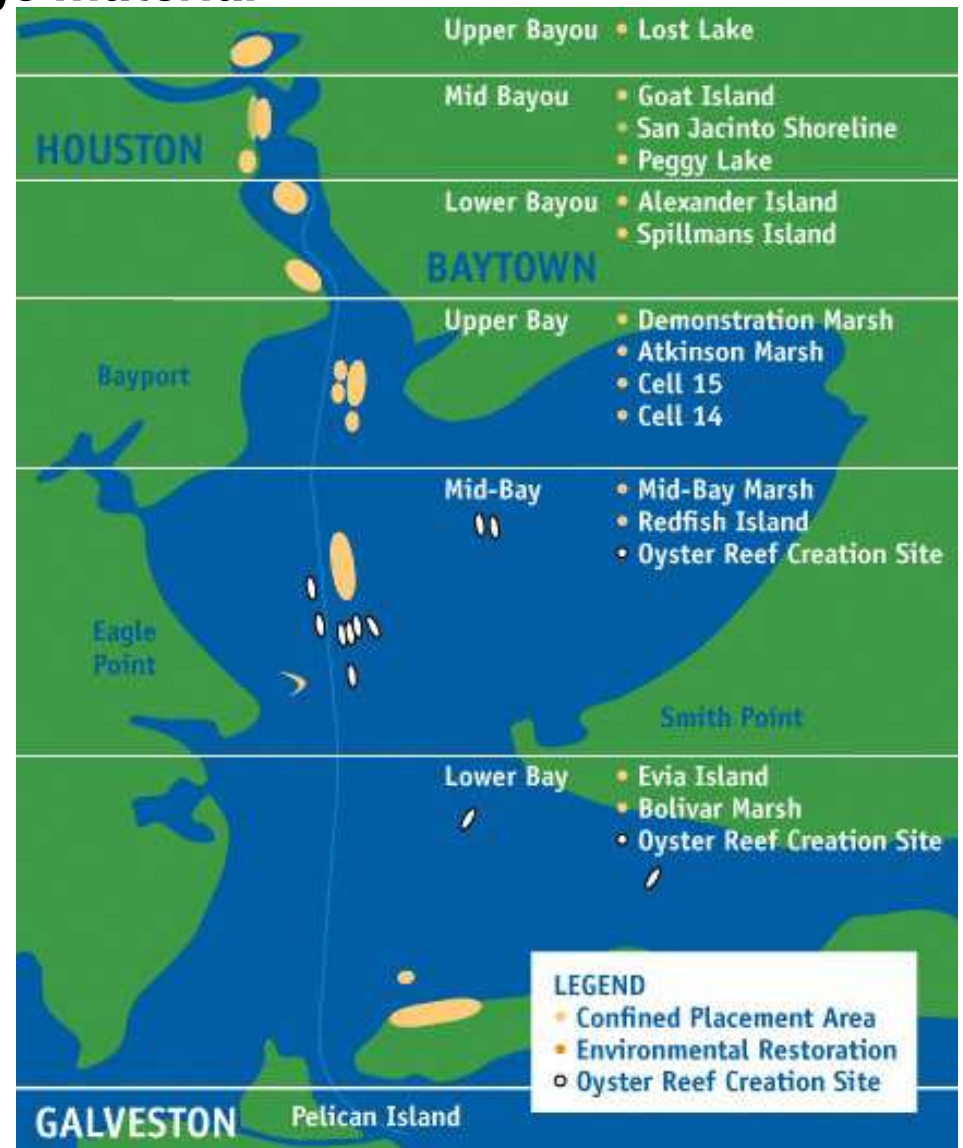 Upper Bayou • Lost Lake
Mid Bayou • Goat Island
• San Jacinto Shoreline
• Peggy Lake
HOUSTON
Lower Bayou • Alexander Island
• Spillmans Island
BAYTOWN
Upper Bay • Demonstration Marsh
• Atkinson Marsh
• Cell 15
• Cell 14
Bayport
Mid-Bay • Mid-Bay Marsh
• Redfish Island
• Oyster Reef Creation Site
Eagle
Point
Smith Point
Lower Bay • Evia Island
• Bolivar Marsh
• Oyster Reef Creation Site
LEGEND
• Confined Placement Area
• Environmental Restoration
• Oyster Reef Creation Site
GALVESTON
Pelican Island